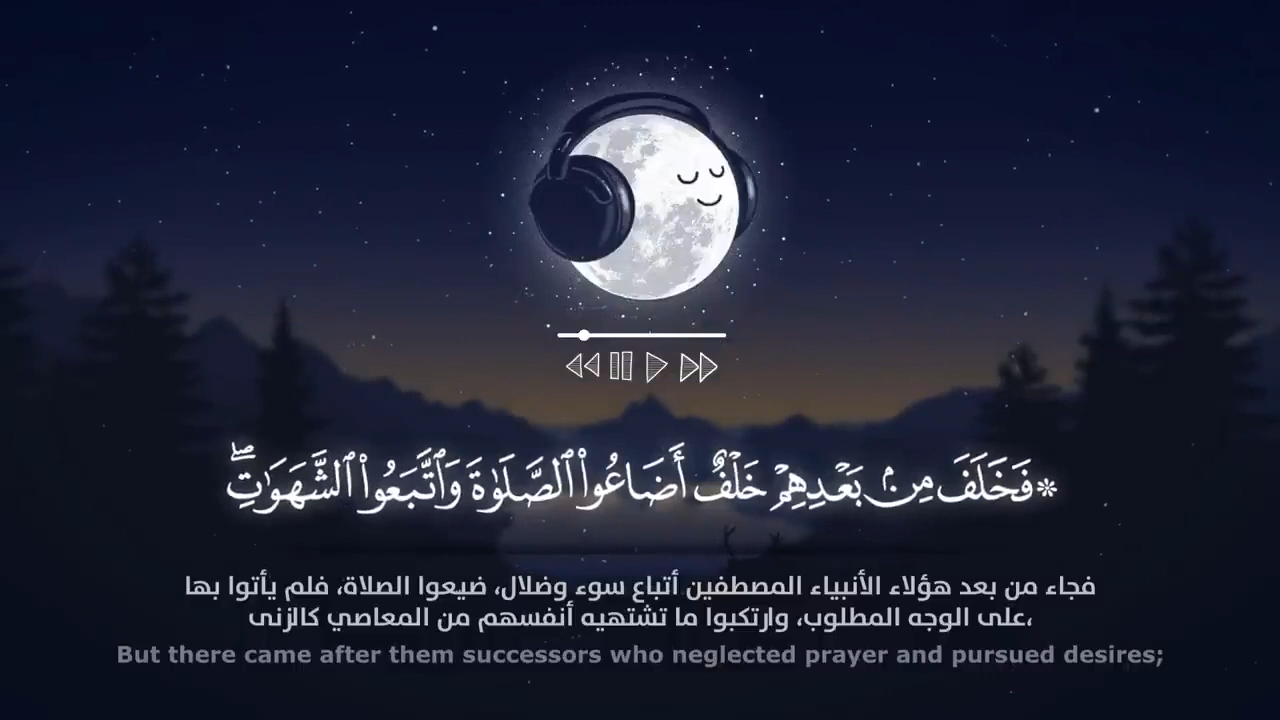 ۞ فَخَلَفَ مِنۢ بَعۡدِهِمۡ خَلۡفٌ أَضَاعُواْ ٱلصَّلَوٰةَ وَٱتَّبَعُواْ ٱلشَّهَوَٰتِۖ
فجاء من بعد هؤلاء الأنبياء المصطفين أتباع سوء وضلال، ضيعوا الصلاة، فلم يأتوا بها
على الوجه المطلوب، وارتكبوا ما تشتهيه أنفسهم من المعاصي كالزنى،
But there came after them successors who neglected prayer and pursued desires;